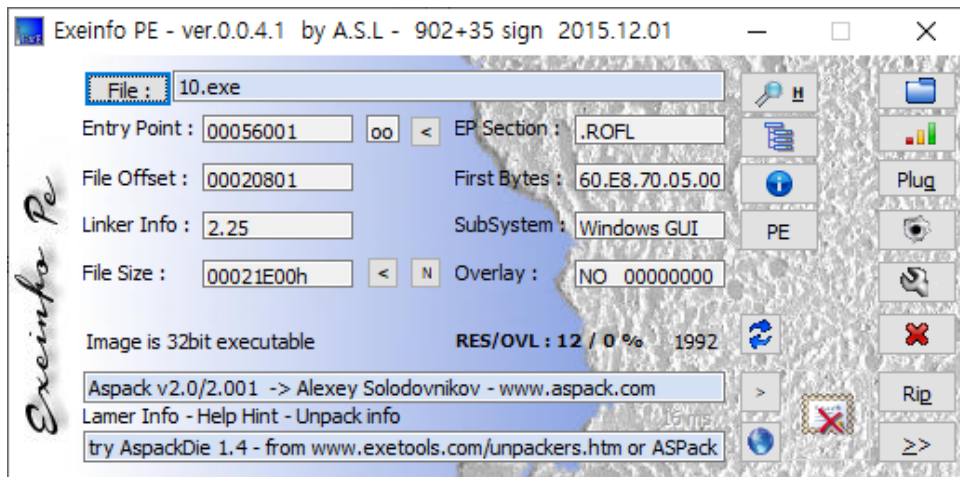 Exeinfo PE - ver.0.0.4.1 by A.S.L - 902+35 sign 2015.12.01
File : 10.exe H
Entry Point : 00056001 oo < EP Section : .ROFL
File Offset : 00020801 First Bytes : 60.E8.70.05.00 Plug
Linker Info : 2.25 SubSystem : Windows GUI PE
File Size : 00021E00h < N Overlay : NO 00000000
Image is 32bit executable RES/OVL : 12 / 0 % 1992
Aspack v2.0/2.001 -> Alexey Solodovnikov - www.aspack.com > Rip
Lamer Info - Help Hint - Unpack info 16 ms.
try AspackDie 1.4 - from www.exetools.com/unpackers.htm or ASPack >>
Exeinfo Pe